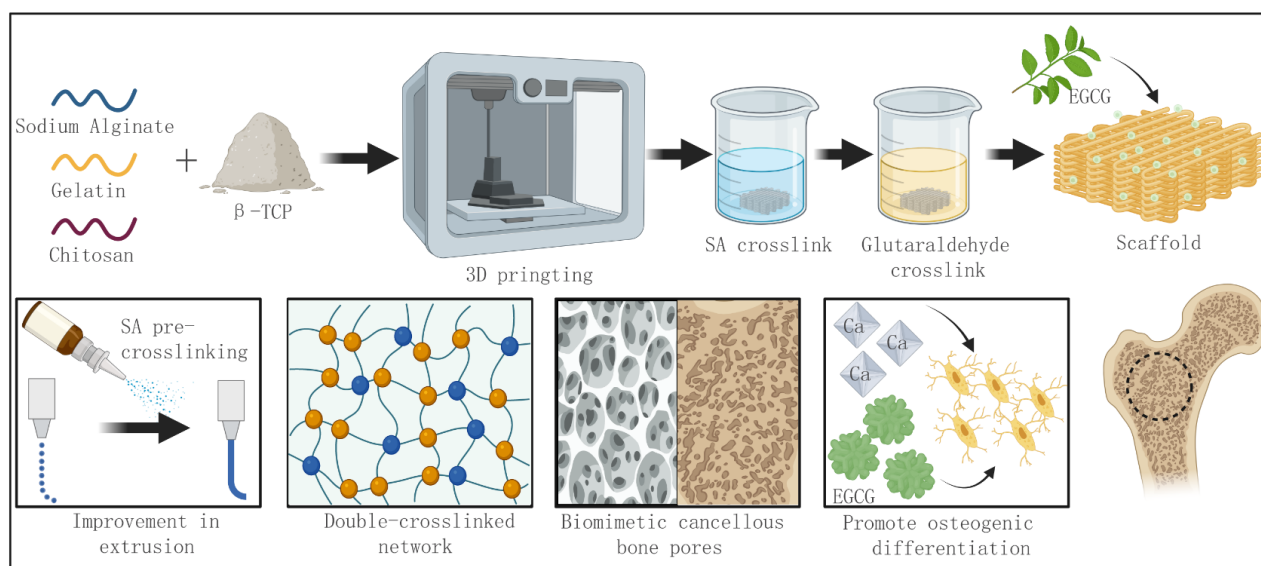 Sodium Alginate
Gelatin
Chitosan
+
β-TCP
3D pringting
SA crosslink
Glutaraldehyde
crosslink
EGCG
Scaffold
SA pre-
crosslinking
Improvement in
extrusion
Double-crosslinked
network
Biomimetic cancellous
bone pores
Ca
Ca
Ca
EGCG
Promote osteogenic
differentiation